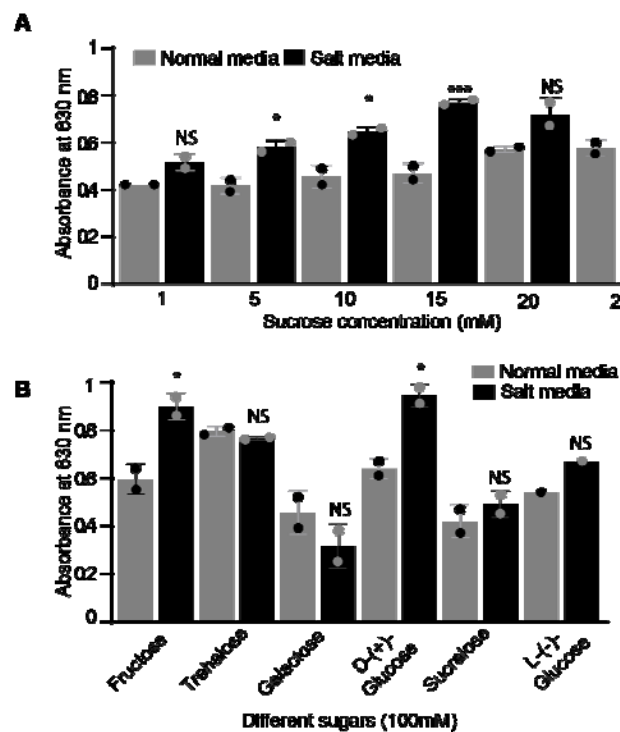 A
Absorbance at 630 nm
1
0.8
0.6
0.4
0.2
0
Normal media
Salt media
NS
*
*
***
NS
1
5
10
15
20
2
Sucrose concentration (mM)
B
Absorbance at 630 nm
1
0.8
0.6
0.4
0.2
0
Normal media
Salt media
*
NS
NS
*
NS
NS
Fructose
Trehalose
Galactose
D-(+)-
Glucose
Sucralose
L-(-)-
Glucose
Different sugars (100mM)